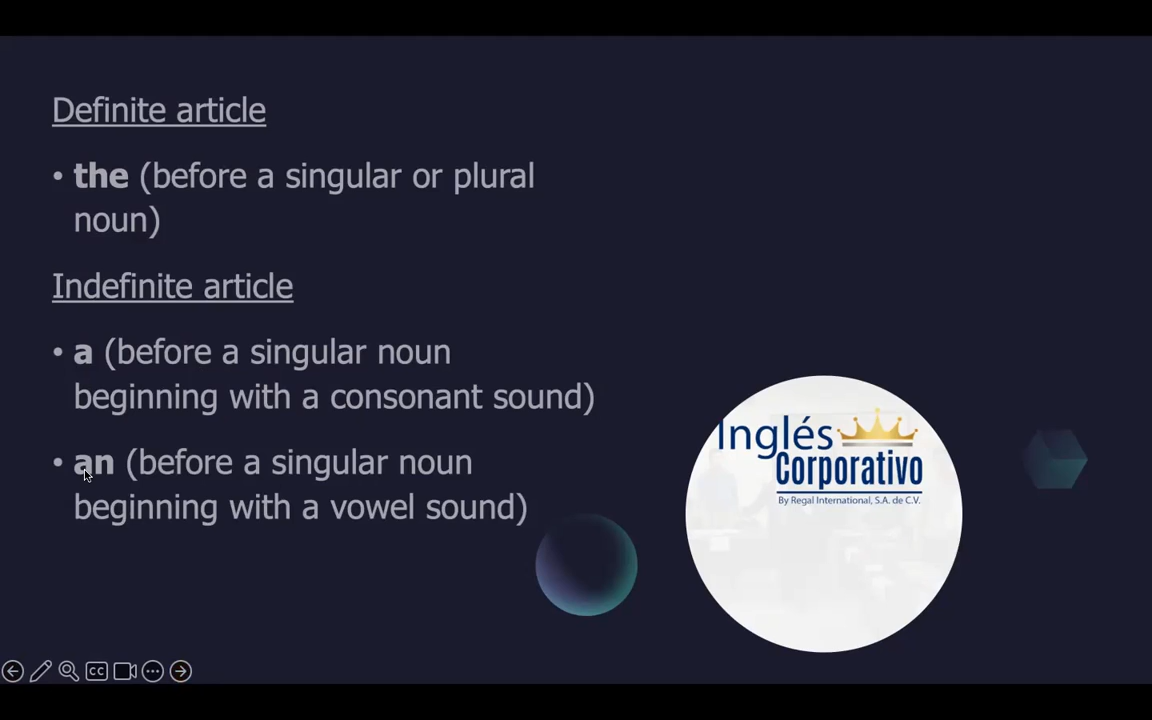 Definite article
• the (before a singular or plural
noun)
Indefinite article
• a (before a singular noun
beginning with a consonant sound)
• an (before a singular noun
beginning with a vowel sound)
Inglés
Corporativo
By Regal International, S.A. de C.V.
CC